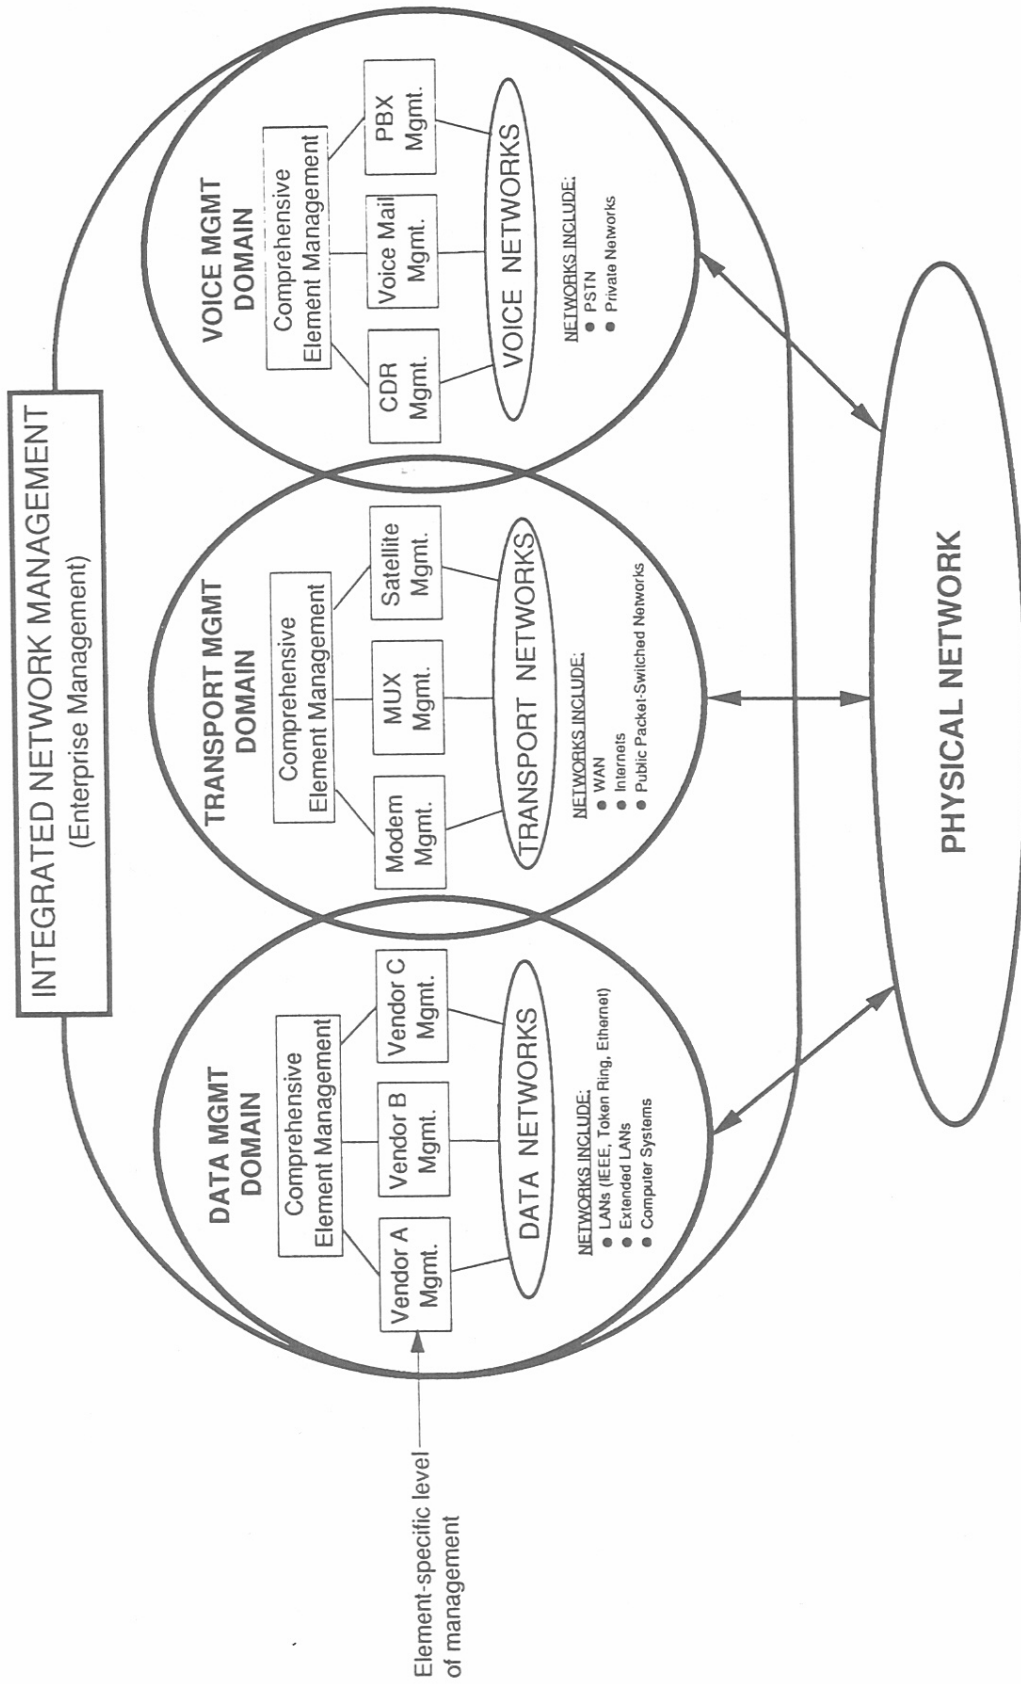 INTEGRATED NETWORK MANAGEMENT
(Enterprise Management)
DATA MGMT
DOMAIN
Comprehensive
Element Management
Vendor A
Mgmt.
Vendor B
Mgmt.
Vendor C
Mgmt.
DATA NETWORKS
NETWORKS INCLUDE:
● LANs (IEEE, Token Ring, Ethernet)
● Extended LANs
● Computer Systems
TRANSPORT MGMT
DOMAIN
Comprehensive
Element Management
Modem
Mgmt.
MUX
Mgmt.
Satellite
Mgmt.
TRANSPORT NETWORKS
NETWORKS INCLUDE:
● WAN
● Internets
● Public Packet-Switched Networks
VOICE MGMT
DOMAIN
Comprehensive
Element Management
CDR
Mgmt.
Voice Mail
Mgmt.
PBX
Mgmt.
VOICE NETWORKS
NETWORKS INCLUDE:
● PSTN
● Private Networks
Element-specific level
of management
PHYSICAL NETWORK